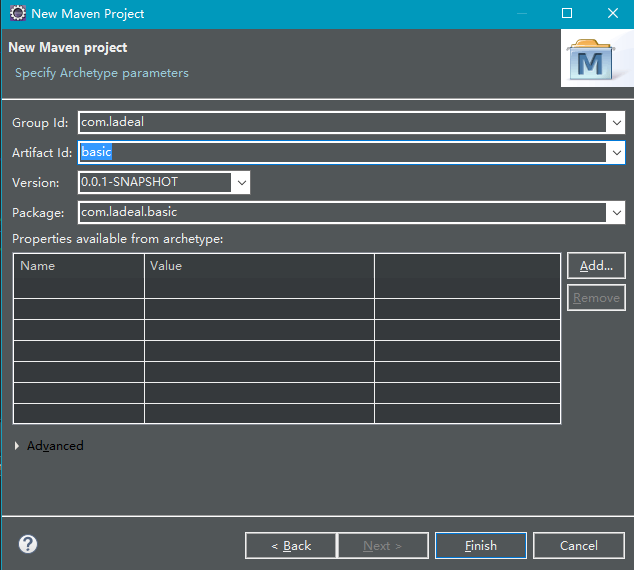 New Maven Project
New Maven project
Specify Archetype parameters
M
Group Id: com.ladeal
Artifact Id: basic
Version: 0.0.1-SNAPSHOT
Package: com.ladeal.basic
Properties available from archetype:
Name Value
Add...
Remove
Advanced
? < Back Next > Finish Cancel